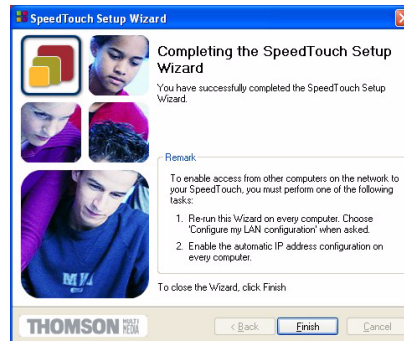 SpeedTouch Setup Wizard
Completing the SpeedTouch Setup
Wizard
You have successfully completed the SpeedTouch Setup
Wizard.
Remark
To enable access from other computers on the network to
your SpeedTouch, you must perform one of the following
tasks:
1. Re-run this Wizard on every computer. Choose
'Configure my LAN configuration' when asked.
2. Enable the automatic IP address configuration on
every computer.
To close the Wizard, click Finish
THOMSON MULTI MEDIA
< Back Finish Cancel